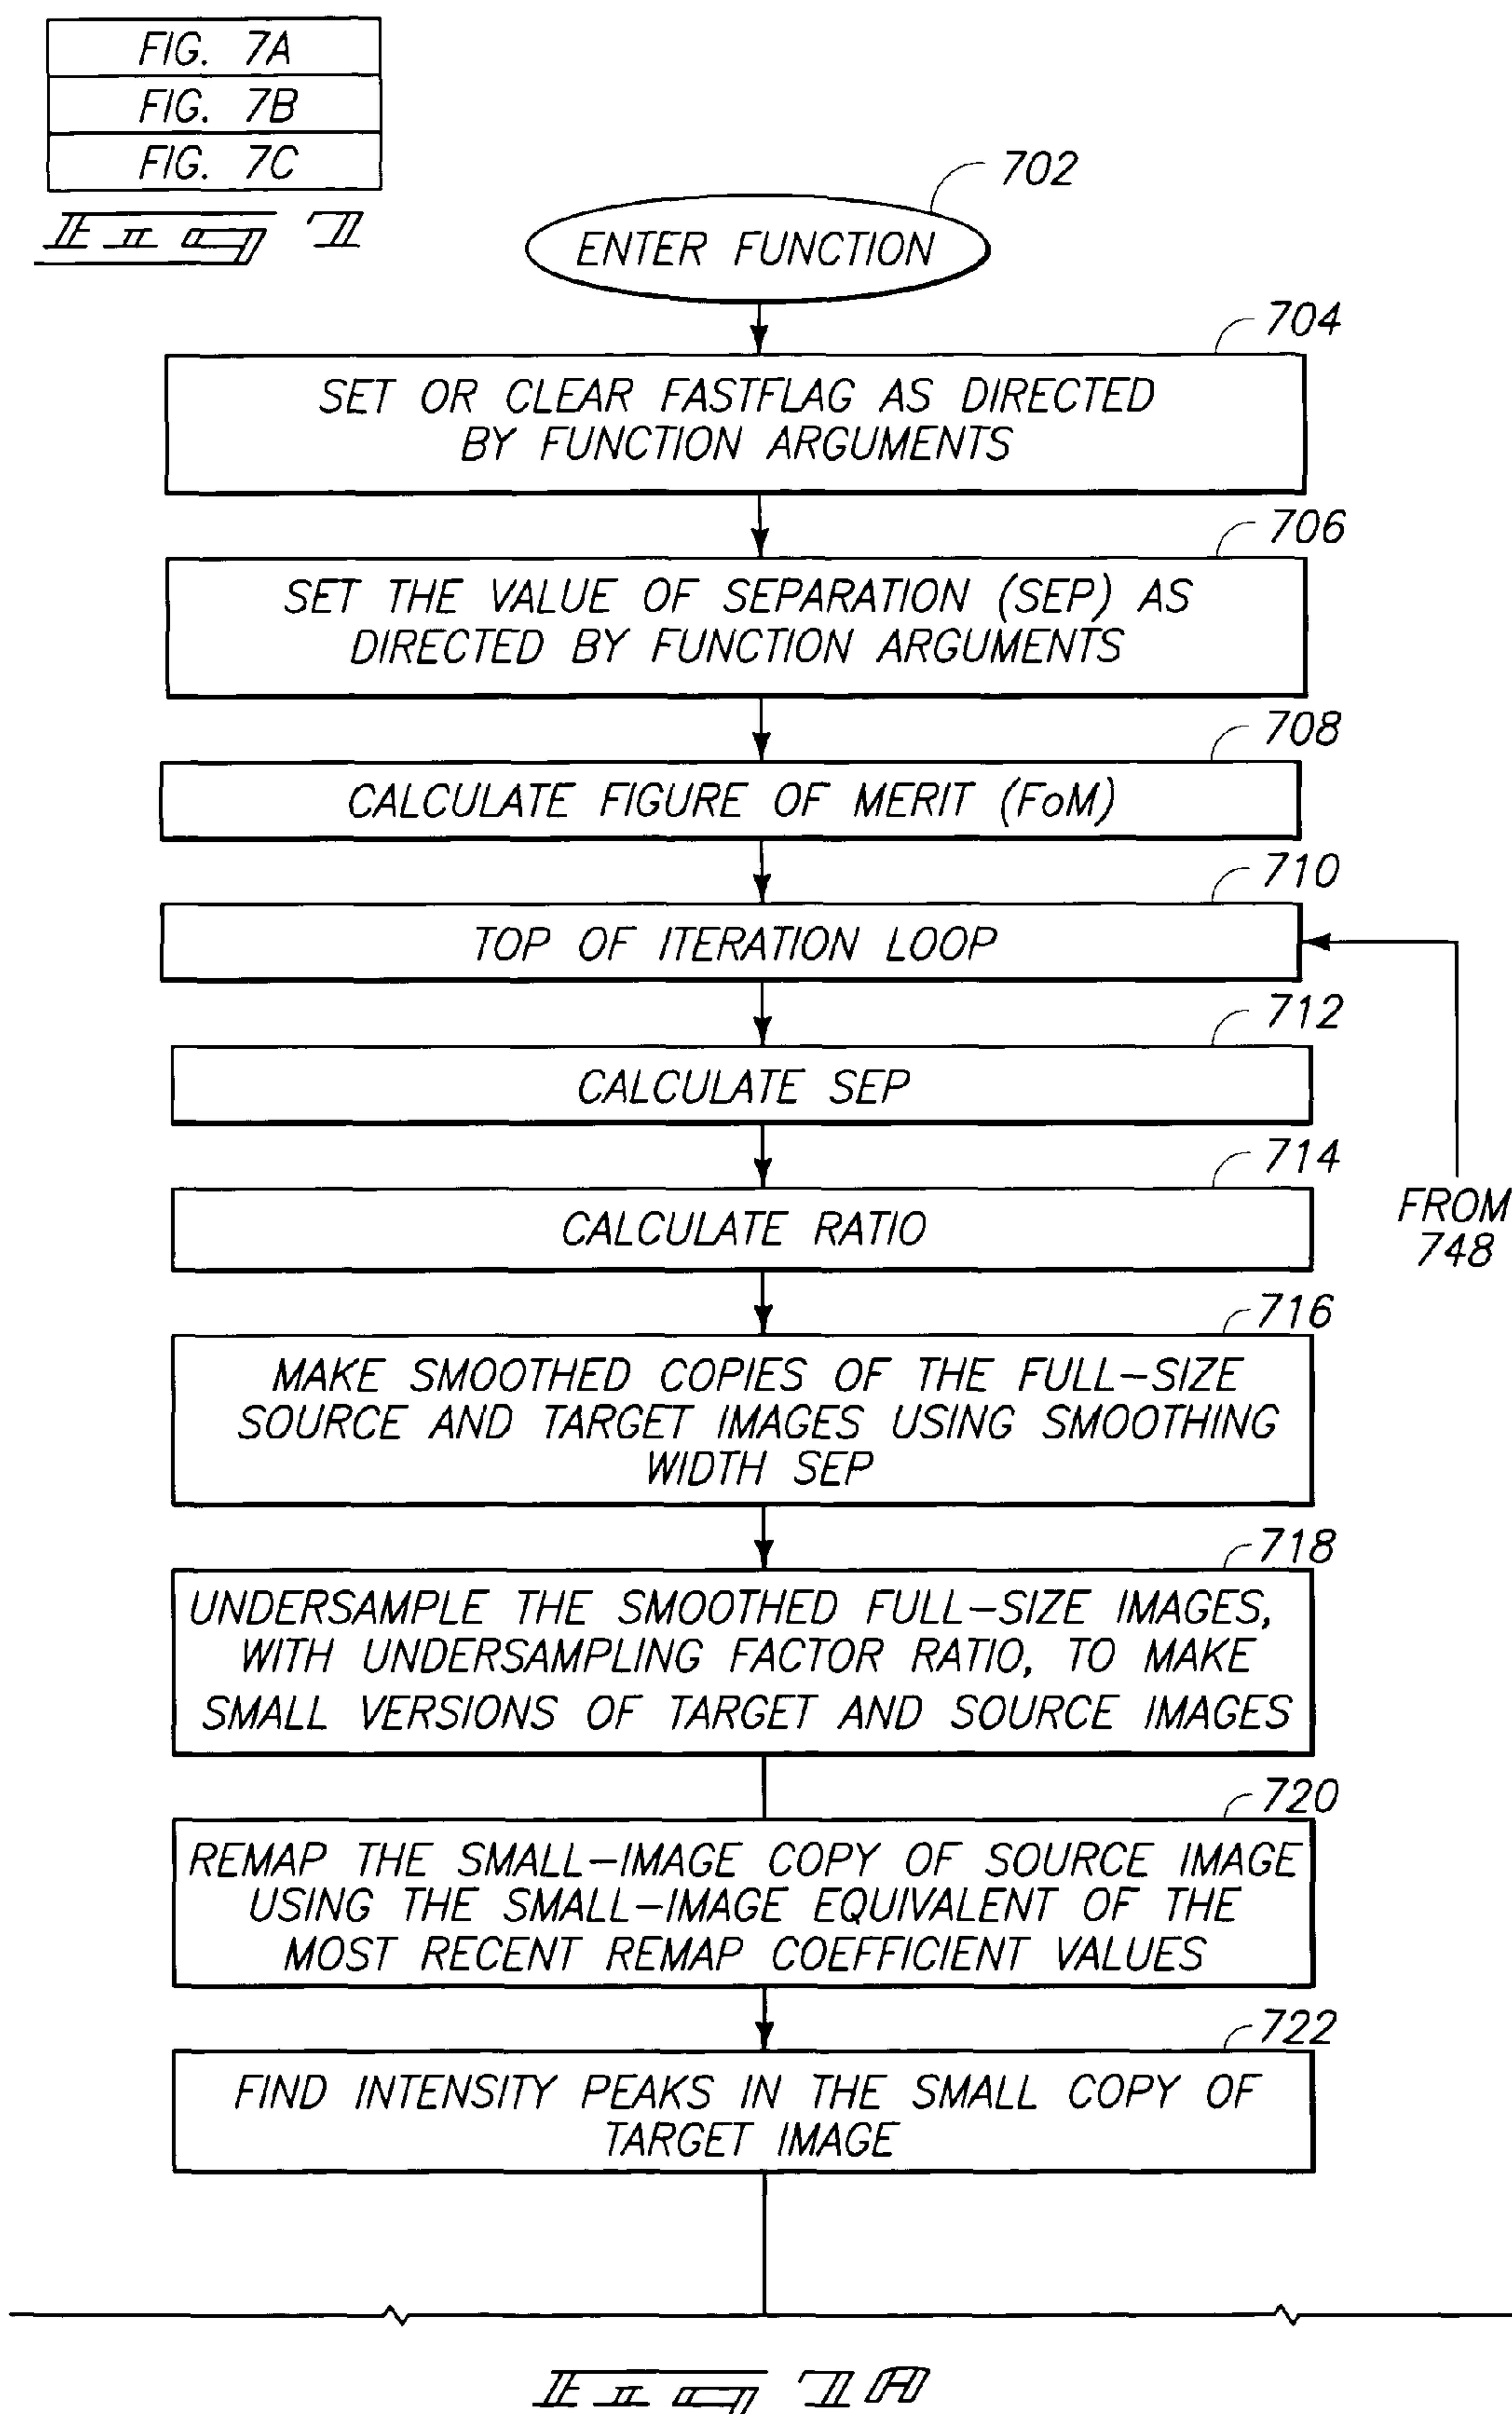 FIG. 7A
FIG. 7B
FIG. 7C
FIG 7
702
ENTER FUNCTION
704
SET OR CLEAR FASTFLAG AS DIRECTED
BY FUNCTION ARGUMENTS
706
SET THE VALUE OF SEPARATION (SEP) AS
DIRECTED BY FUNCTION ARGUMENTS
708
CALCULATE FIGURE OF MERIT (FoM)
710
TOP OF ITERATION LOOP
712
CALCULATE SEP
714
CALCULATE RATIO
FROM
748
716
MAKE SMOOTHED COPIES OF THE FULL-SIZE
SOURCE AND TARGET IMAGES USING SMOOTHING
WIDTH SEP
718
UNDERSAMPLE THE SMOOTHED FULL-SIZE IMAGES,
WITH UNDERSAMPLING FACTOR RATIO, TO MAKE
SMALL VERSIONS OF TARGET AND SOURCE IMAGES
720
REMAP THE SMALL-IMAGE COPY OF SOURCE IMAGE
USING THE SMALL-IMAGE EQUIVALENT OF THE
MOST RECENT REMAP COEFFICIENT VALUES
722
FIND INTENSITY PEAKS IN THE SMALL COPY OF
TARGET IMAGE
FIG 7A